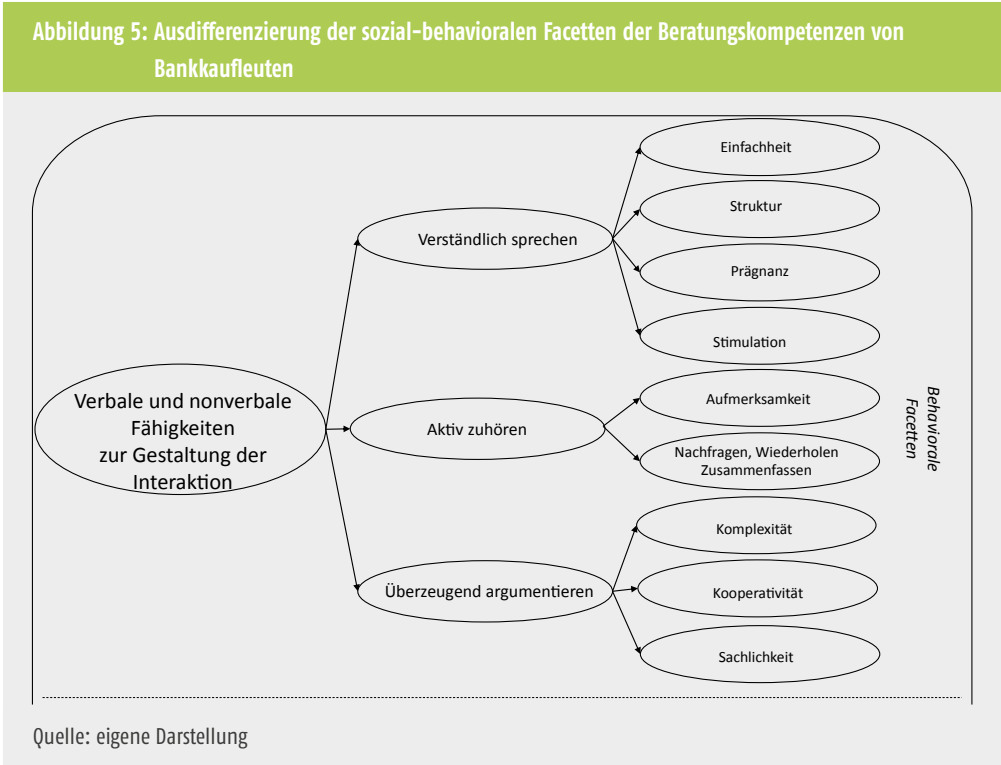 Abbildung 5: Ausdifferenzierung der sozial-behavioralen Facetten der Beratungskompetenzen von
Bankkaufleuten
Verbale und nonverbale
Fähigkeiten
zur Gestaltung der
Interaktion
Verständlich sprechen
Einfachheit
Struktur
Prägnanz
Stimulation
Aktiv zuhören
Aufmerksamkeit
Nachfragen, Wiederholen
Zusammenfassen
Überzeugend argumentieren
Komplexität
Kooperativität
Sachlichkeit
Behaviorale
Facetten
Quelle: eigene Darstellung